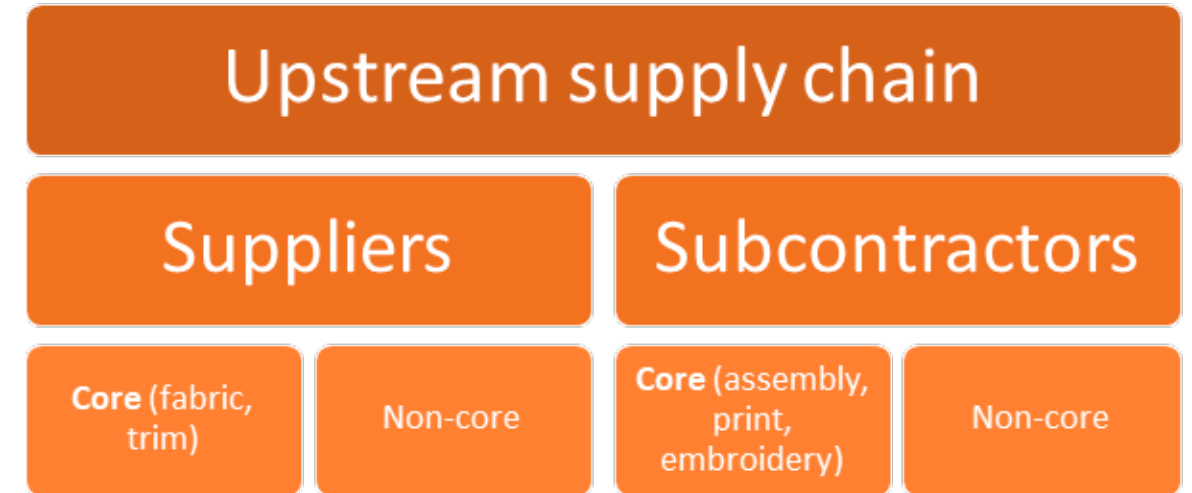 Upstream supply chain
Suppliers
Subcontractors
Core (fabric,
trim)
Non-core
Core (assembly,
print,
embroidery)
Non-core